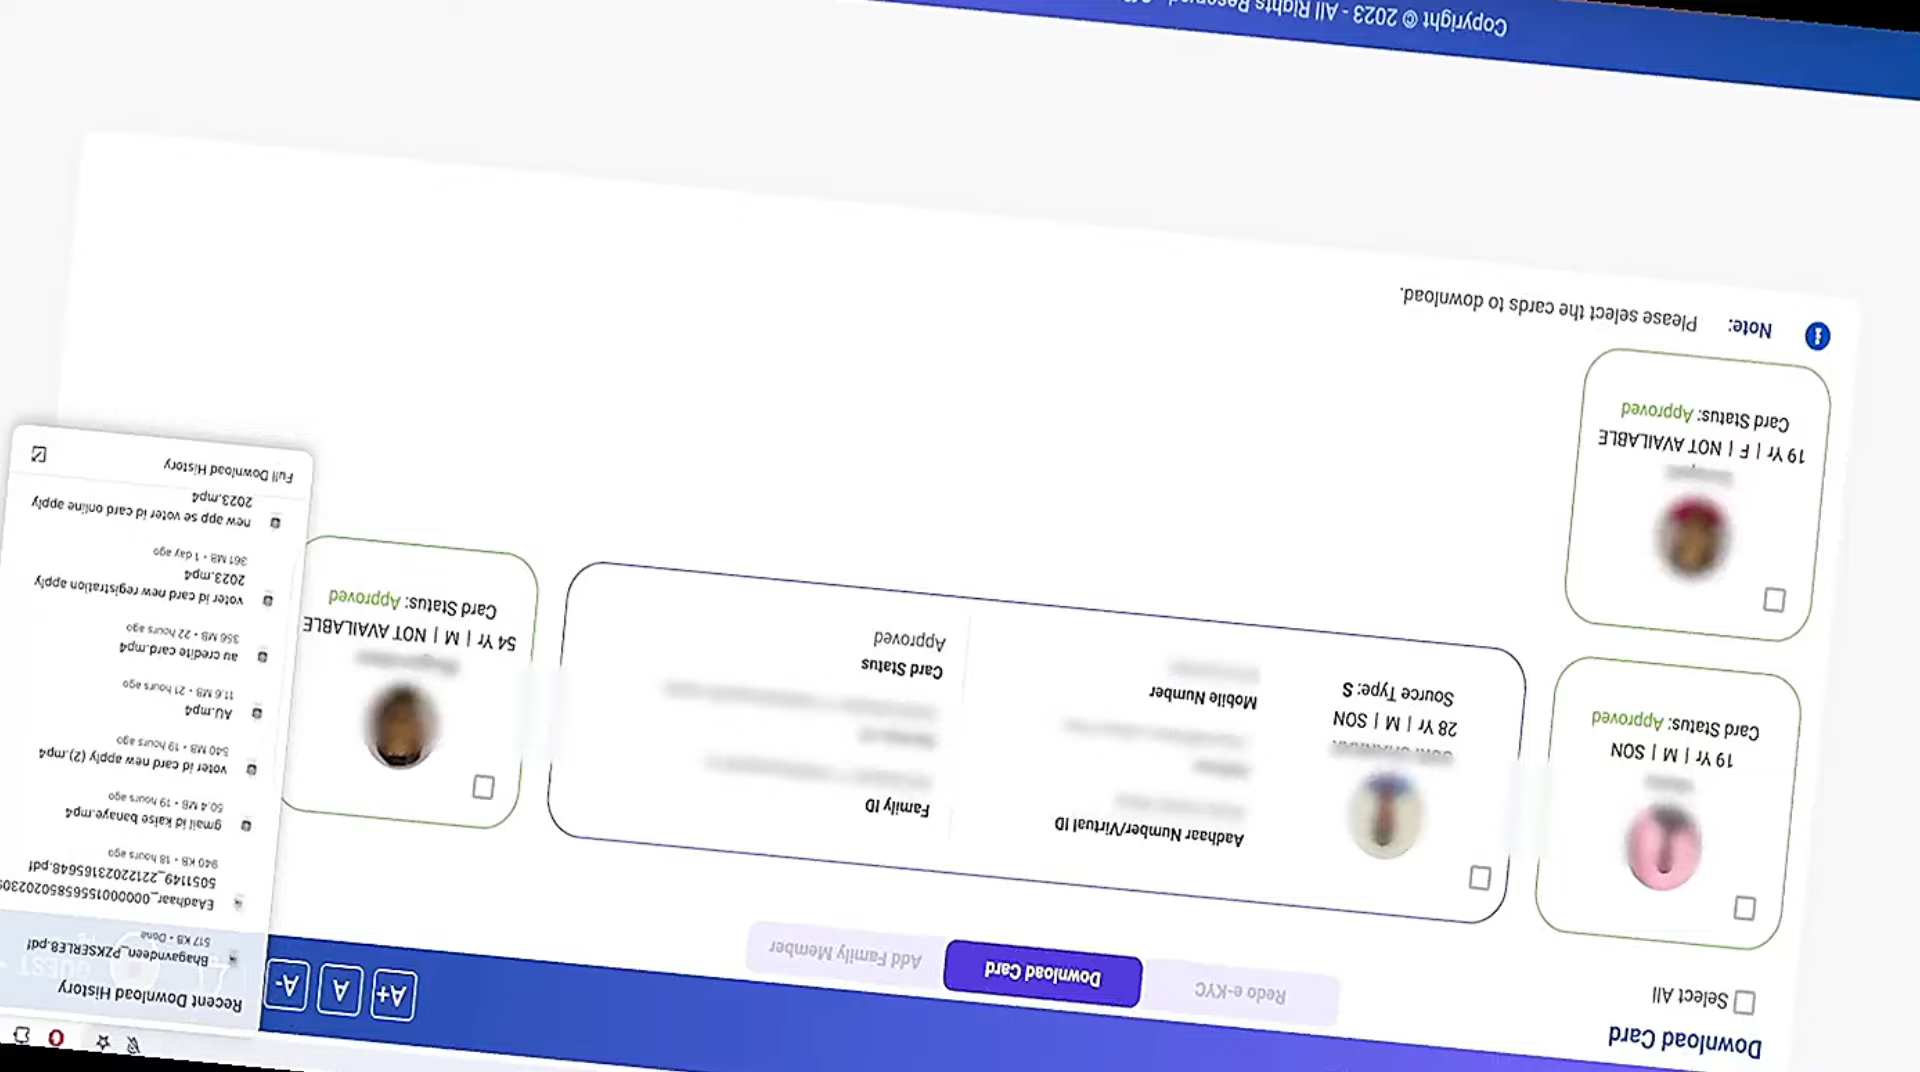 Recent Download History
Bhagavndeen_PZKSERLE8.pdf
517 KB • Done
5051149_22122023165648.pdf
940 KB • 18 hours ago
gmail id kaise banaye.mp4
50.4 MB • 19 hours ago
voter id card new apply (2).mp4
540 MB • 19 hours ago
AU.mp4
11.6 MB • 21 hours ago
au credite card.mp4
356 MB • 22 hours ago
voter id card new registration apply
2023.mp4
361 MB • 1 day ago
new app se voter id card online apply
2023.mp4
Full Download History
GUEST
A+
A
A-
Download Card
Select All
Redo e-KYC
Download Card
Add Family Member
19 Yr | M | SON
Card Status: Approved
28 Yr | M | SON
Source Type: S
Aadhaar Number/Virtual ID
Mobile Number
Family ID
Card Status
Approved
54 Yr | M | NOT AVAILABLE
Card Status: Approved
19 Yr | F | NOT AVAILABLE
Card Status: Approved
Note:
Please select the cards to download.
Copyright © 2023 - All Rights Reserved